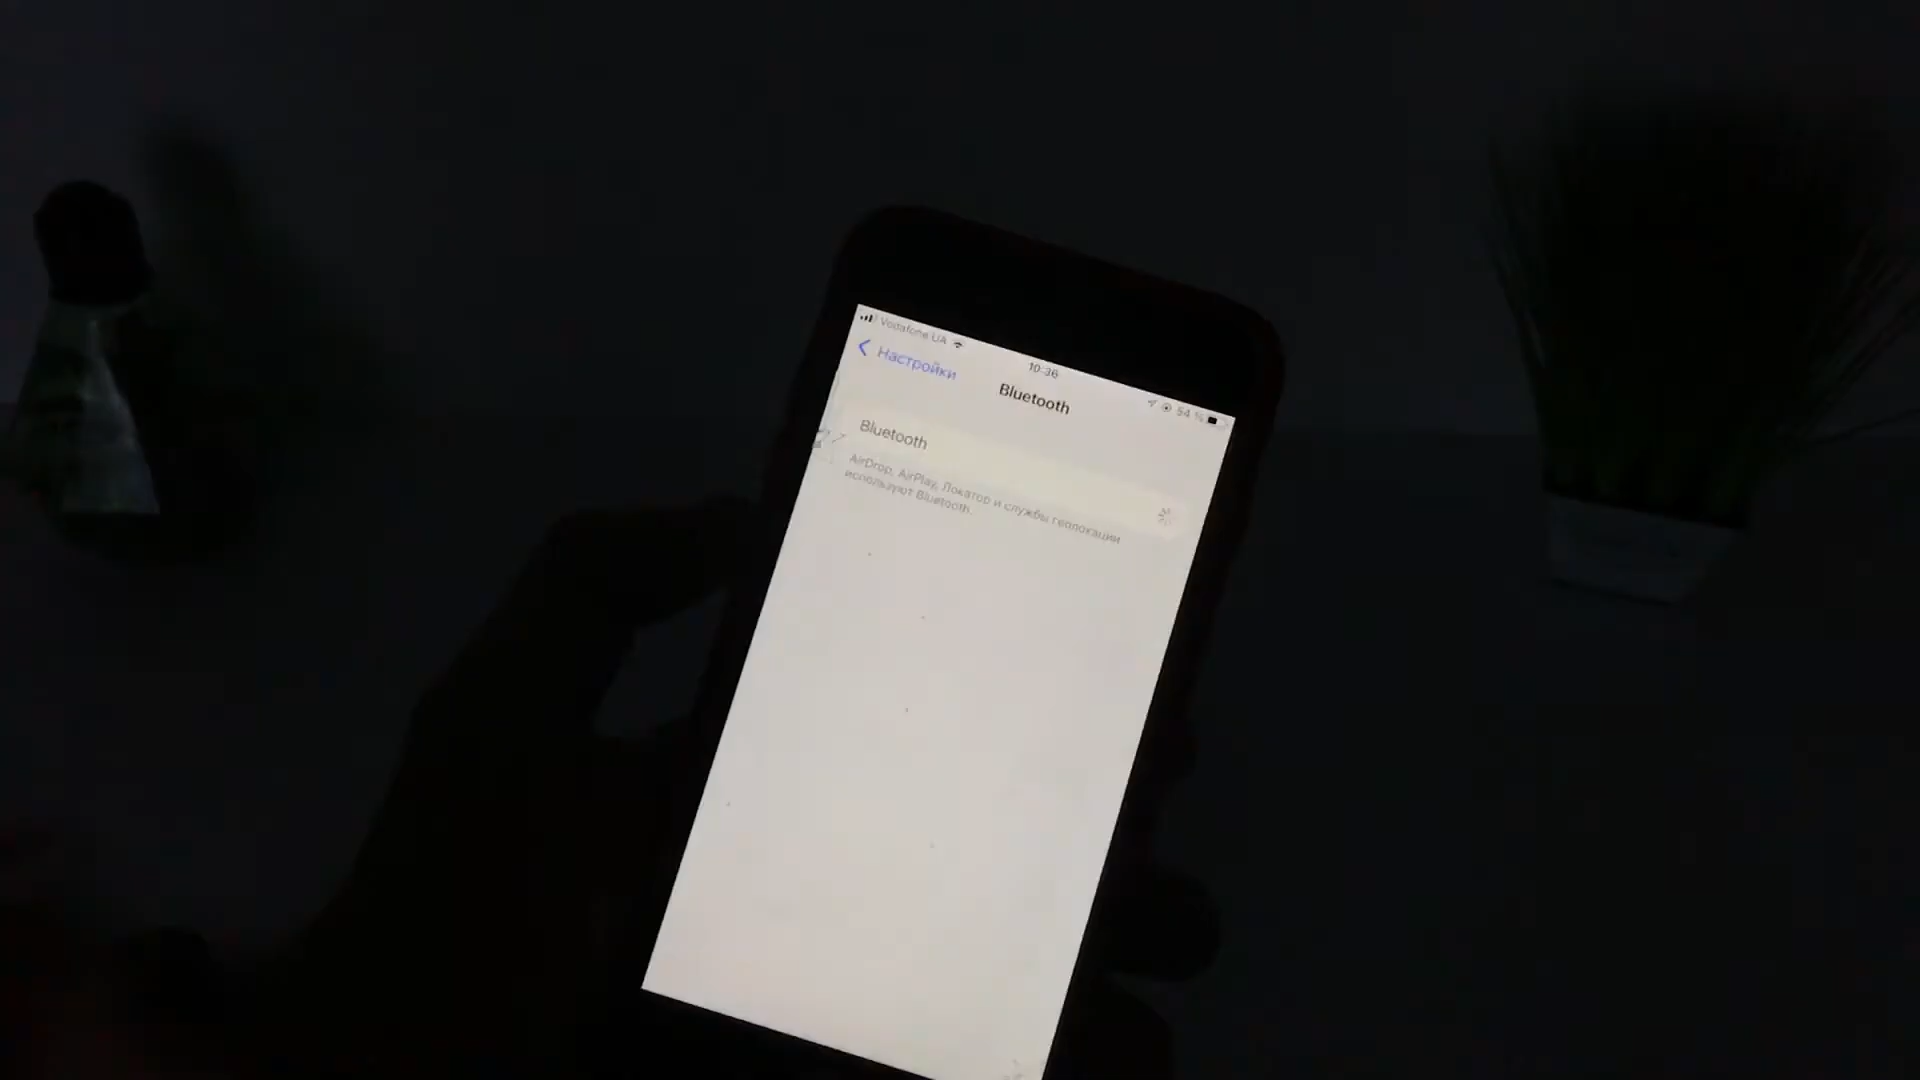 Vodafone UA
10:36
54 %
Настройки
Bluetooth
Bluetooth
AirDrop, AirPlay, Локатор и службы геолокации
используют Bluetooth.